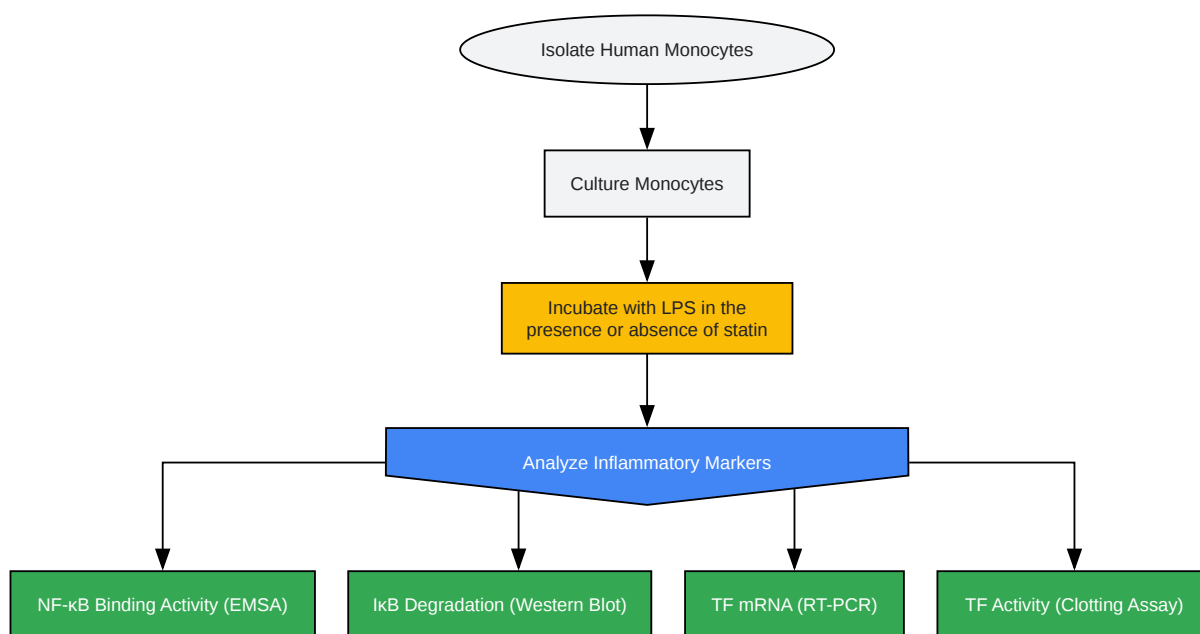 Isolate Human Monocytes
Culture Monocytes
Incubate with LPS in the
presence or absence of statin
Analyze Inflammatory Markers
NF-κB Binding Activity (EMSA)
IκB Degradation (Western Blot)
TF mRNA (RT-PCR)
TF Activity (Clotting Assay)